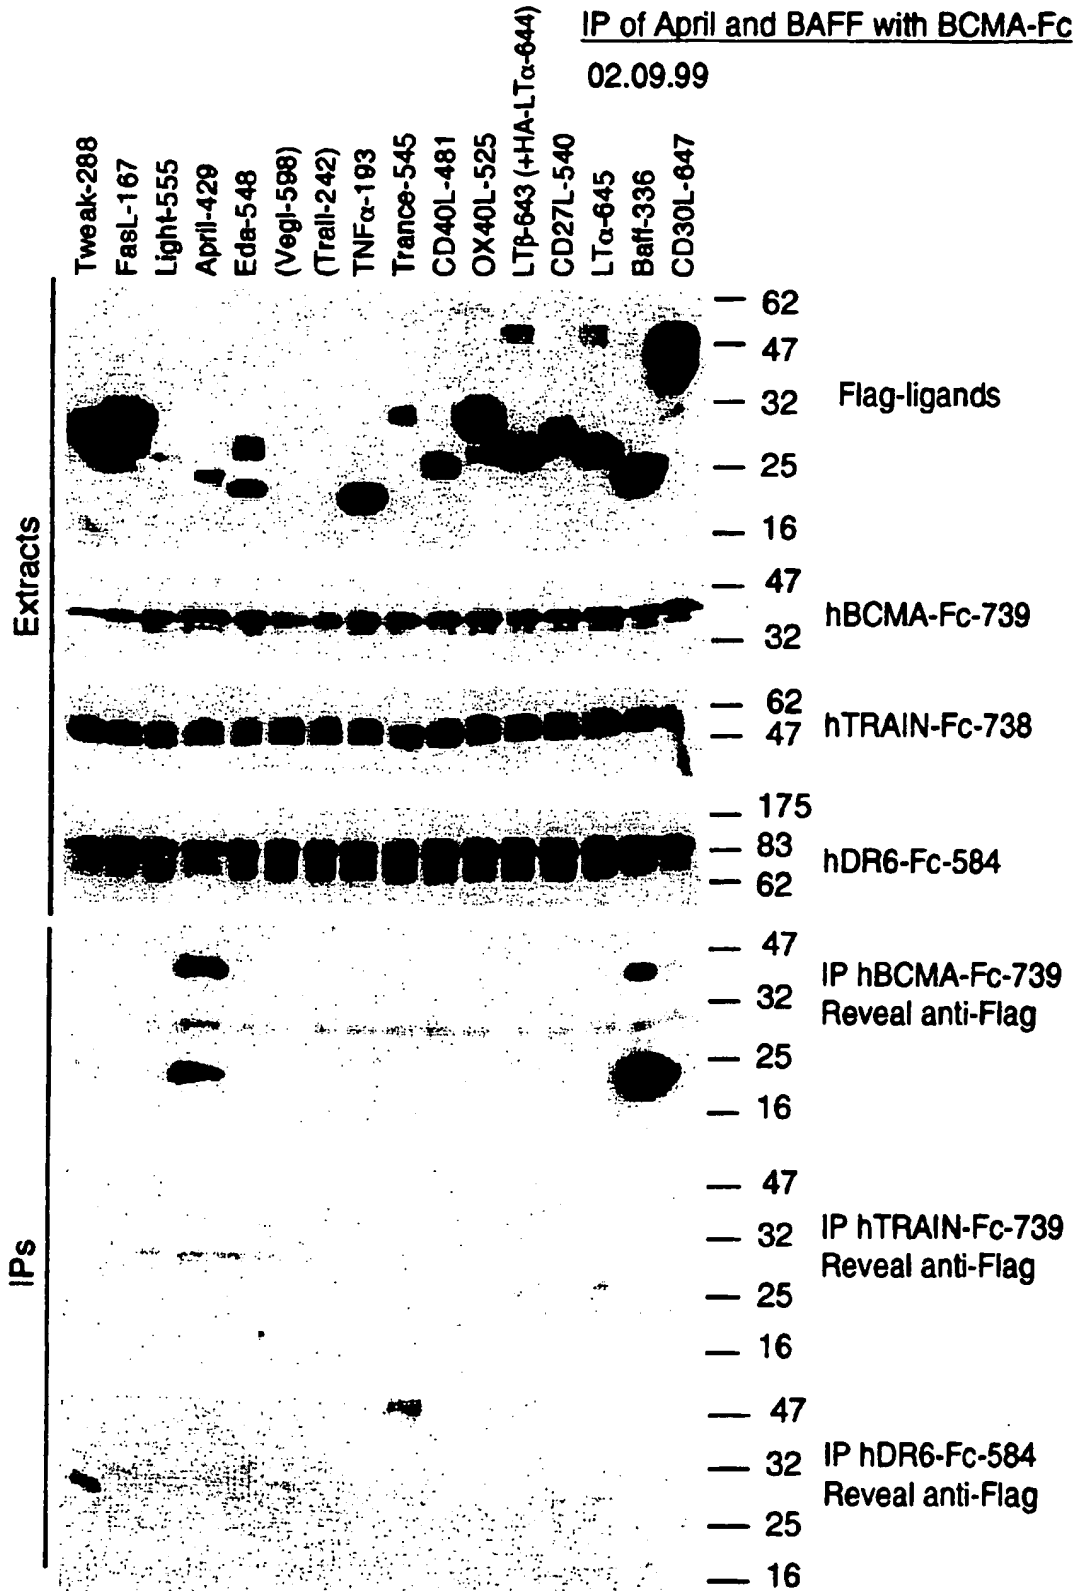 IP of April and BAFF with BCMA-Fc
02.09.99
Tweak-288
FasL-167
Light-555
April-429
Eda-548
(Vegl-598)
(Trail-242)
TNFα-193
Trance-545
CD40L-481
OX40L-525
LTβ-643 (+HA-LTα-644)
CD27L-540
LTα-645
Baff-336
CD30L-647
Extracts
62
47
32
25
16
Flag-ligands
47
32
hBCMA-Fc-739
62
47
hTRAIN-Fc-738
175
83
62
hDR6-Fc-584
IPs
47
32
25
16
IP hBCMA-Fc-739
Reveal anti-Flag
47
32
25
16
IP hTRAIN-Fc-739
Reveal anti-Flag
47
32
25
16
IP hDR6-Fc-584
Reveal anti-Flag